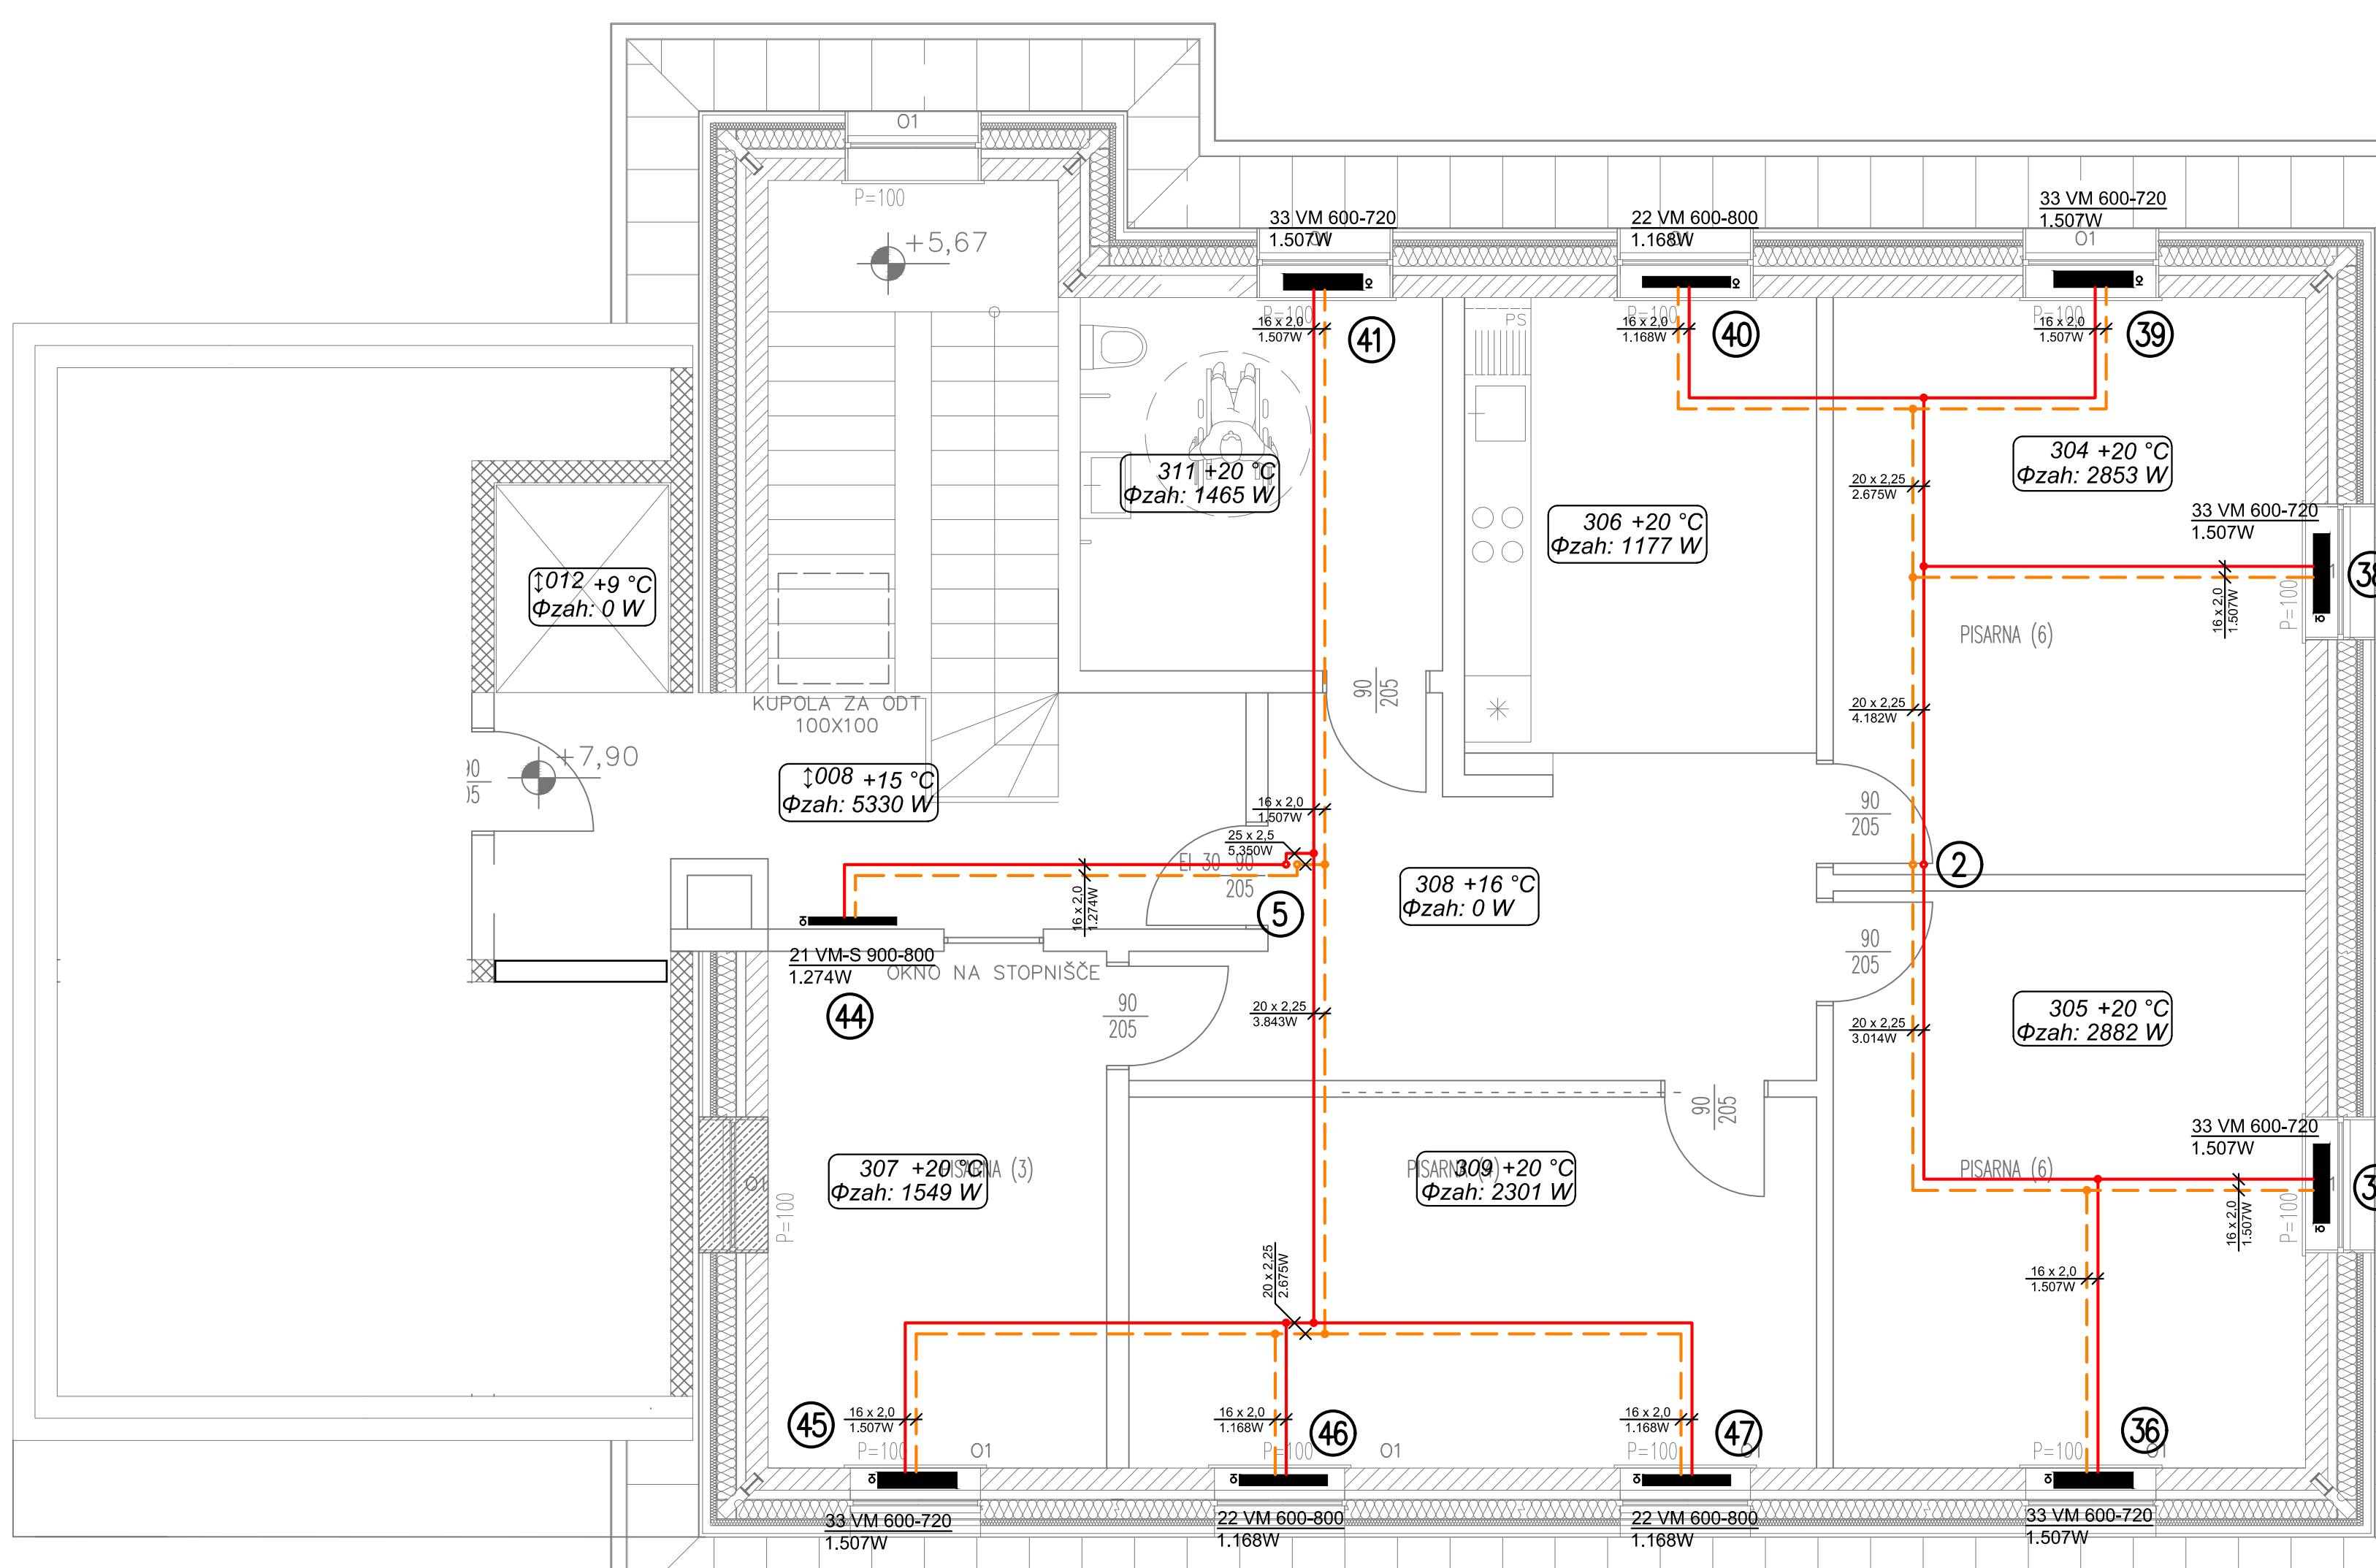 O1
P=100
+5,67
33 VM 600-720
1.507W
O1
P=100
16 x 2,0
1.507W
41
22 VM 600-800
1.168W
P=100
16 x 2,0
1.168W
40
33 VM 600-720
1.507W
O1
P=100
16 x 2,0
1.507W
39
PS
311 +20 °C
Φzah: 1465 W
306 +20 °C
Φzah: 1177 W
304 +20 °C
Φzah: 2853 W
20 x 2,25
2.675W
33 VM 600-720
1.507W
16 x 2,0
1.507W
P=100
PISARNA (6)
↕012 +9 °C
Φzah: 0 W
KUPOLA ZA ODT
100X100
90
205
20 x 2,25
4.182W
+7,90
↕008 +15 °C
Φzah: 5330 W
16 x 2,0
1.507W
25 x 2,5
5.350W
EI 30 90
205
5
90
205
2
308 +16 °C
Φzah: 0 W
16 x 2,0
1.274W
21 VM-S 900-800
1.274W
OKNO NA STOPNIŠČE
44
90
205
20 x 2,25
3.843W
90
205
20 x 2,25
3.014W
305 +20 °C
Φzah: 2882 W
90
205
33 VM 600-720
1.507W
307 +20 °C
Φzah: 1549 W
PISARNA (3)
O1
P=100
309 +20 °C
Φzah: 2301 W
PISARNA (4)
PISARNA (6)
16 x 2,0
1.507W
P=100
20 x 2,25
2.675W
16 x 2,0
1.507W
45
16 x 2,0
1.507W
P=100
O1
46
16 x 2,0
1.168W
P=100
O1
47
16 x 2,0
1.168W
P=100
36
P=100
33 VM 600-720
1.507W
22 VM 600-800
1.168W
22 VM 600-800
1.168W
33 VM 600-720
1.507W